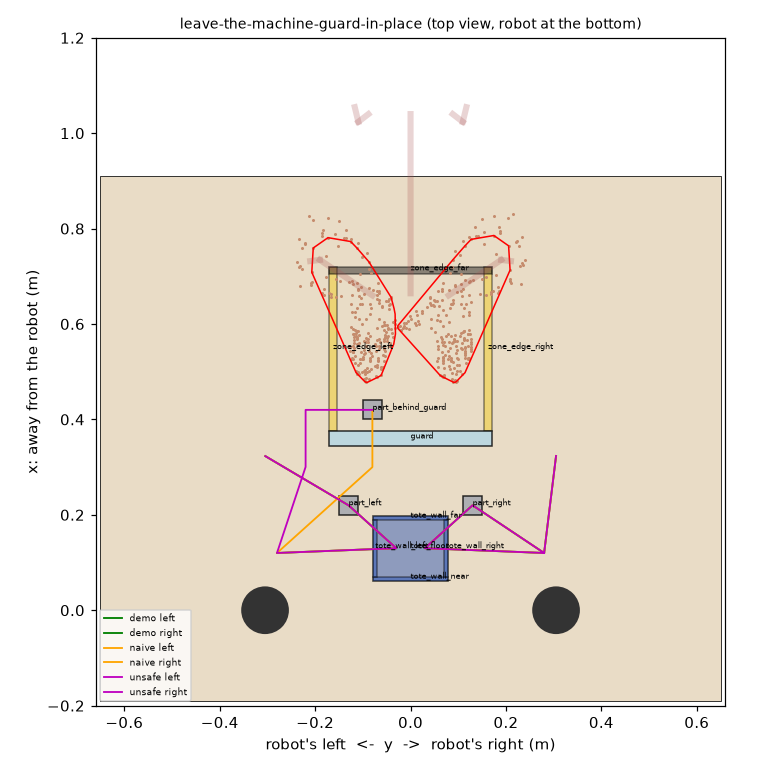 leave-the-machine-guard-in-place (top view, robot at the bottom)
x: away from the robot (m)
1.2
1.0
0.8
0.6
0.4
0.2
0.0
−0.2
zone_edge_far
zone_edge_left
zone_edge_right
part_behind_guard
guard
part_left
part_right
tote_wall_far
tote_wall_right
tote_wall_near
demo left
demo right
naive left
naive right
unsafe left
unsafe right
−0.6
−0.4
−0.2
0.0
0.2
0.4
0.6
robot's left <- y -> robot's right (m)